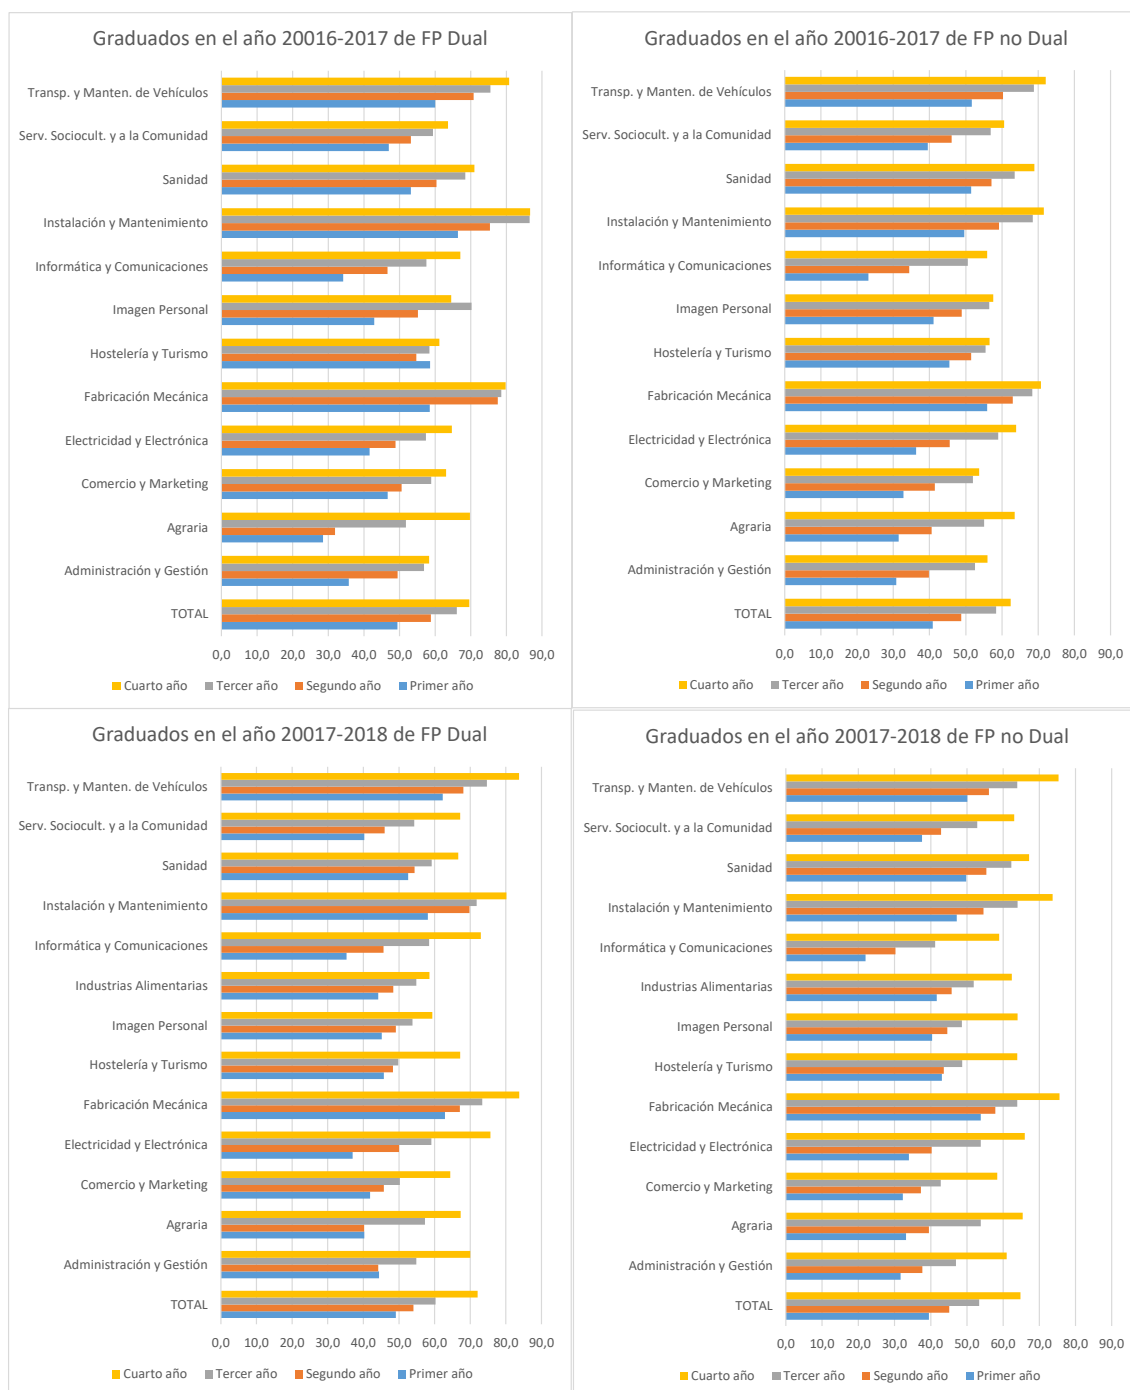 Graduados en el año 20016-2017 de FP Dual
Transp. y Manten. de Vehículos
Serv. Sociocult. y a la Comunidad
Sanidad
Instalación y Mantenimiento
Informática y Comunicaciones
Imagen Personal
Hostelería y Turismo
Fabricación Mecánica
Electricidad y Electrónica
Comercio y Marketing
Agraria
Administración y Gestión
TOTAL
0,0 10,0 20,0 30,0 40,0 50,0 60,0 70,0 80,0 90,0
Cuarto año Tercer año Segundo año Primer año
Graduados en el año 20016-2017 de FP no Dual
Transp. y Manten. de Vehículos
Serv. Sociocult. y a la Comunidad
Sanidad
Instalación y Mantenimiento
Informática y Comunicaciones
Imagen Personal
Hostelería y Turismo
Fabricación Mecánica
Electricidad y Electrónica
Comercio y Marketing
Agraria
Administración y Gestión
TOTAL
0,0 10,0 20,0 30,0 40,0 50,0 60,0 70,0 80,0 90,0
Cuarto año Tercer año Segundo año Primer año
Graduados en el año 20017-2018 de FP Dual
Transp. y Manten. de Vehículos
Serv. Sociocult. y a la Comunidad
Sanidad
Instalación y Mantenimiento
Informática y Comunicaciones
Industrias Alimentarias
Imagen Personal
Hostelería y Turismo
Fabricación Mecánica
Electricidad y Electrónica
Comercio y Marketing
Agraria
Administración y Gestión
TOTAL
0,0 10,0 20,0 30,0 40,0 50,0 60,0 70,0 80,0 90,0
Cuarto año Tercer año Segundo año Primer año
Graduados en el año 20017-2018 de FP no Dual
Transp. y Manten. de Vehículos
Serv. Sociocult. y a la Comunidad
Sanidad
Instalación y Mantenimiento
Informática y Comunicaciones
Industrias Alimentarias
Imagen Personal
Hostelería y Turismo
Fabricación Mecánica
Electricidad y Electrónica
Comercio y Marketing
Agraria
Administración y Gestión
TOTAL
0,0 10,0 20,0 30,0 40,0 50,0 60,0 70,0 80,0 90,0
Cuarto año Tercer año Segundo año Primer año